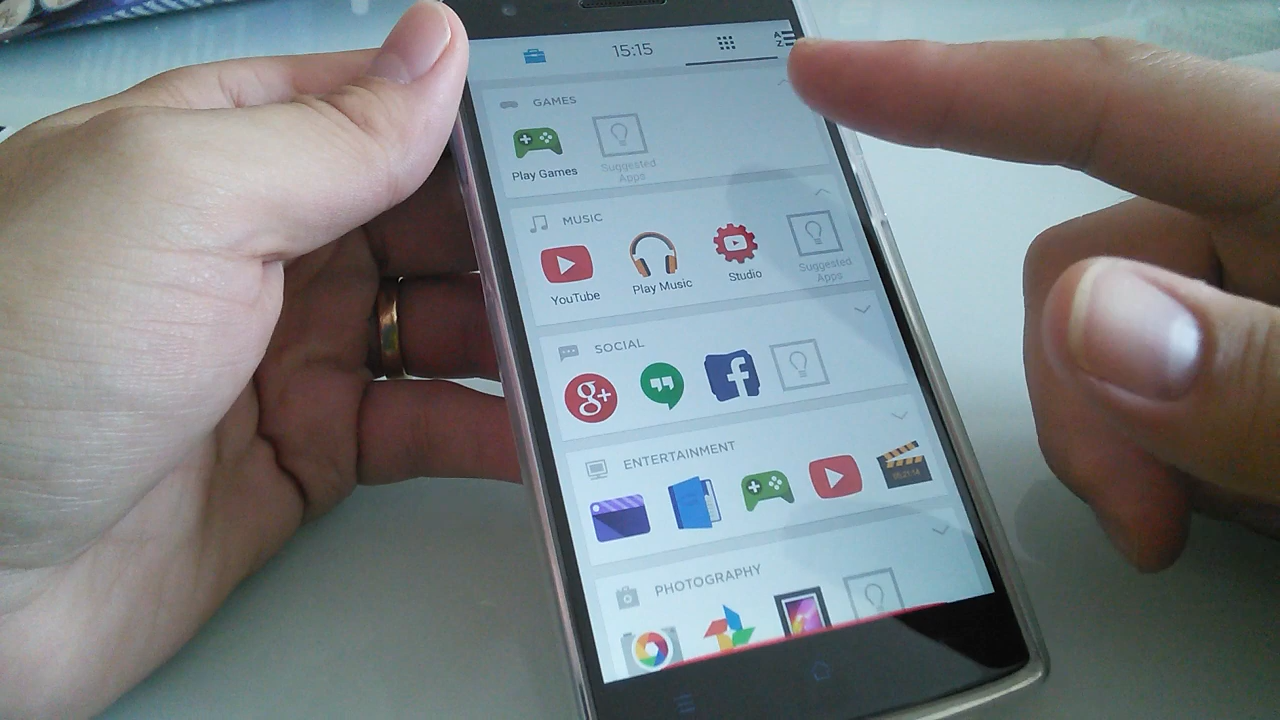 15:15
A
Z
GAMES
Play Games
Suggested
Apps
MUSIC
YouTube
Play Music
Studio
Suggested
Apps
SOCIAL
g+
f
ENTERTAINMENT
PHOTOGRAPHY